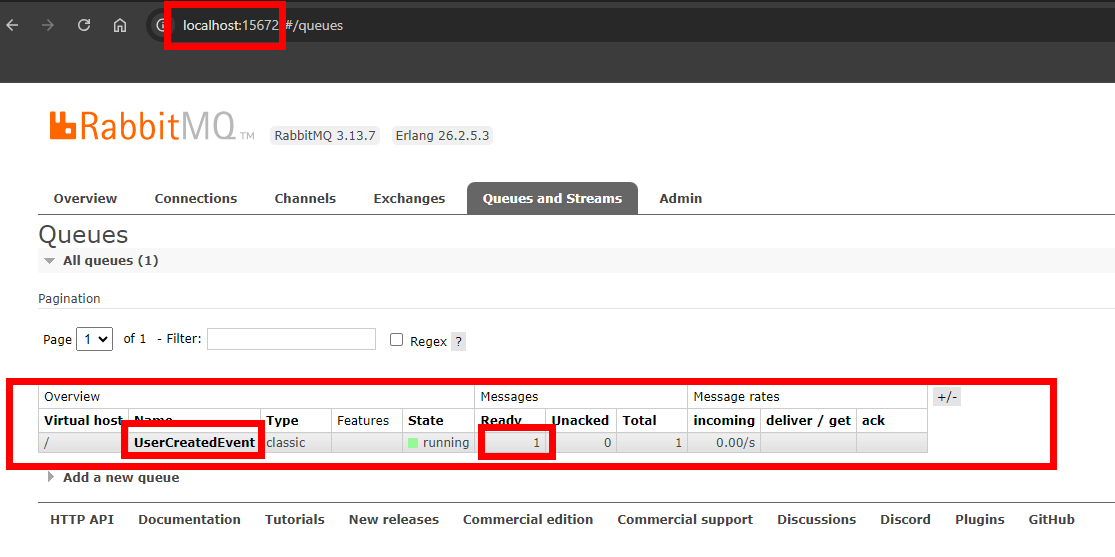 localhost:15672/#/queues
RabbitMQ TM RabbitMQ 3.13.7 Erlang 26.2.5.3
Overview Connections Channels Exchanges Queues and Streams Admin
Queues
All queues (1)
Pagination
Page 1 of 1 - Filter: Regex ?
Overview Messages Message rates +/-
Virtual host Name Type Features State Ready Unacked Total incoming deliver / get ack
/ UserCreatedEvent classic running 1 0 1 0.00/s
Add a new queue
HTTP API Documentation Tutorials New releases Commercial edition Commercial support Discussions Discord Plugins GitHub